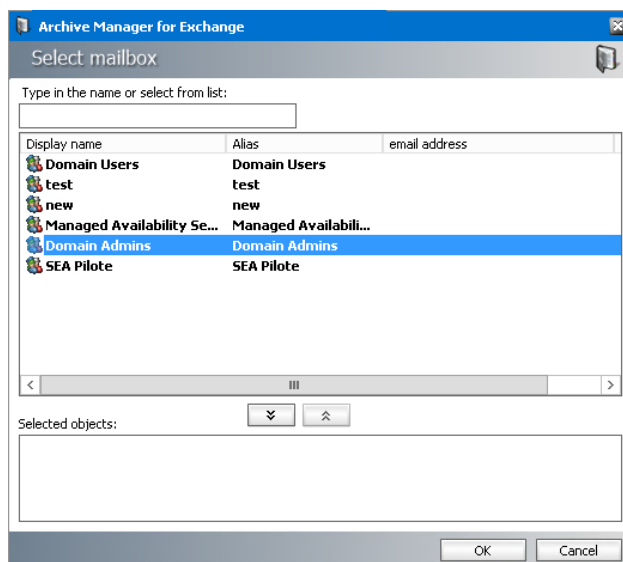 Archive Manager for Exchange
Select mailbox
Type in the name or select from list:
Display name Alias email address
Domain Users Domain Users
test test
new new
Managed Availability Se... Managed Availabili...
Domain Admins Domain Admins
SEA Pilote SEA Pilote
Selected objects:
OK Cancel